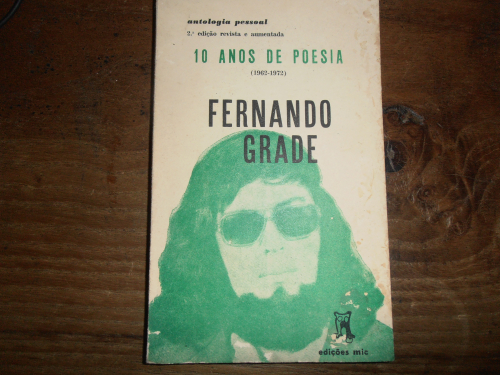 antologia pessoal
2.ª edição revista e aumentada
10 ANOS DE POESIA
(1962-1972)
FERNANDO
GRADE
edições mic